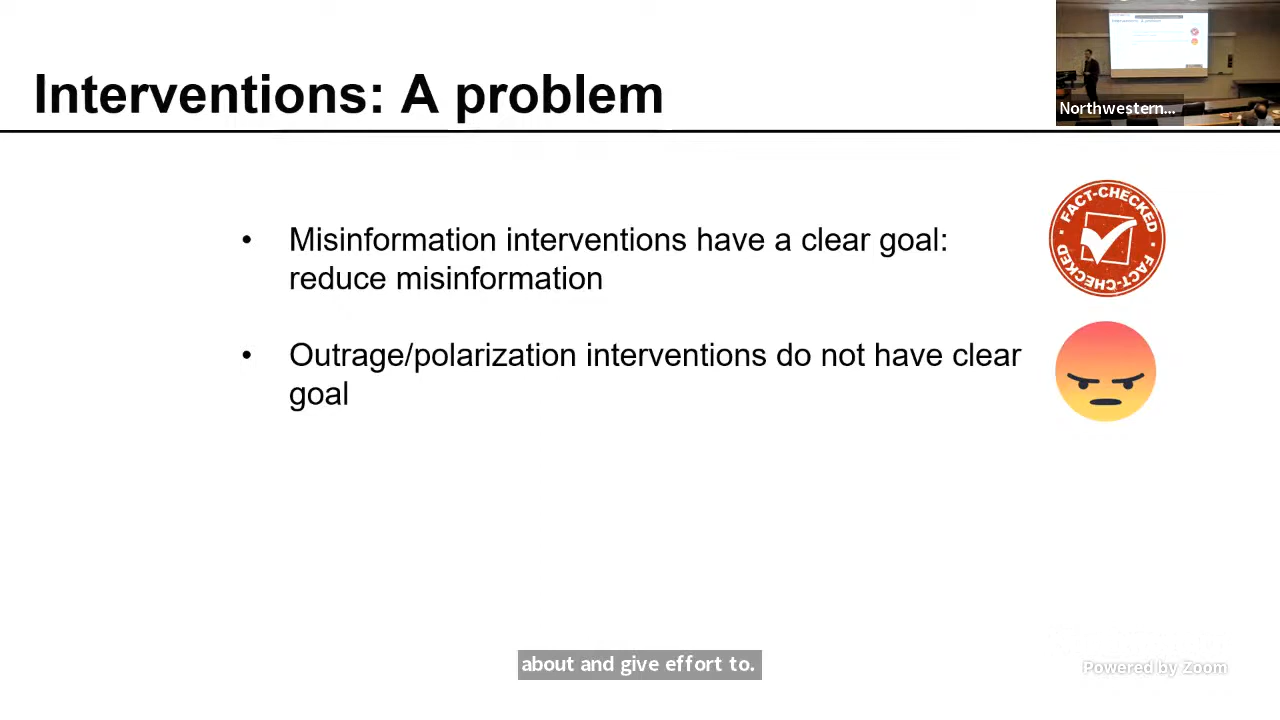 Interventions: A problem
Northwestern...
• Misinformation interventions have a clear goal:
reduce misinformation
FACT-CHECKED
FACT-CHECKED
• Outrage/polarization interventions do not have clear
goal
about and give effort to.
Powered by Zoom